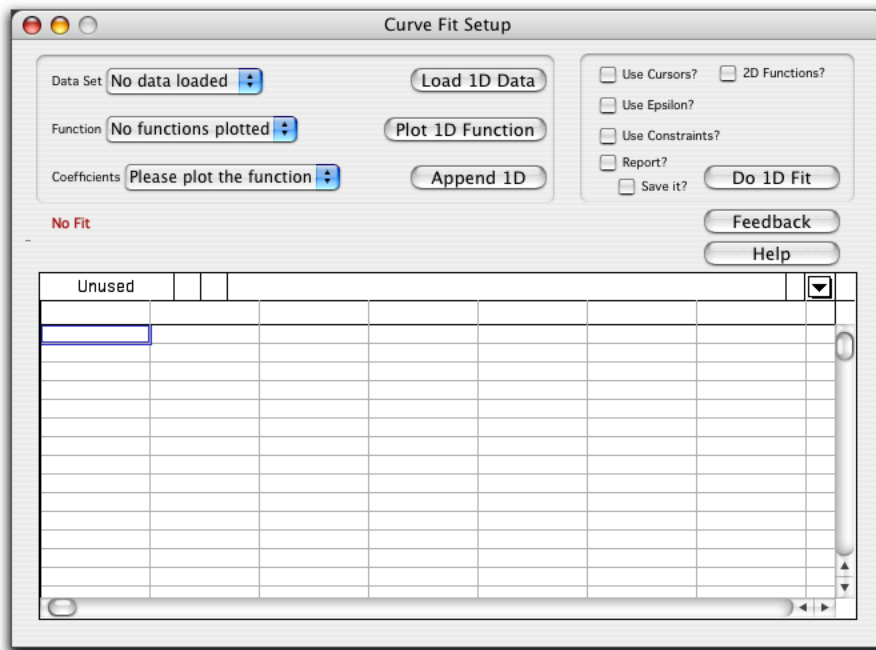 Curve Fit Setup
Data Set No data loaded Load 1D Data
Function No functions plotted Plot 1D Function
Coefficients Please plot the function Append 1D
Use Cursors? 2D Functions?
Use Epsilon?
Use Constraints?
Report?
Save it? Do 1D Fit
No Fit
Feedback
Help
Unused